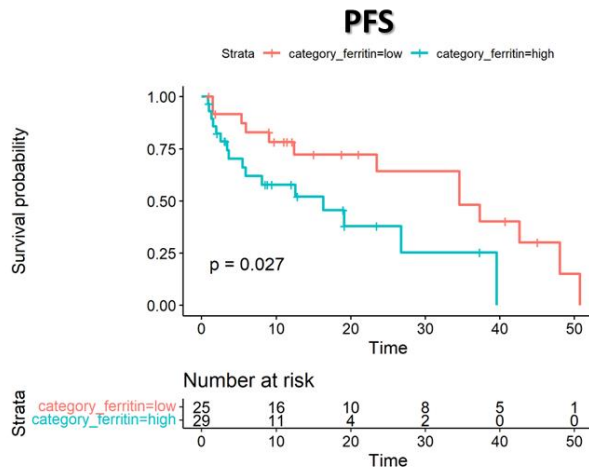 PFS
Strata category_ferritin=low category_ferritin=high
Survival probability
1.00
0.75
0.50
0.25
0.00
p = 0.027
0 10 20 30 40 50
Time
Number at risk
Strata
category_ferritin=low 25 16 10 8 5 1
category_ferritin=high 29 11 4 2 0 0
0 10 20 30 40 50
Time